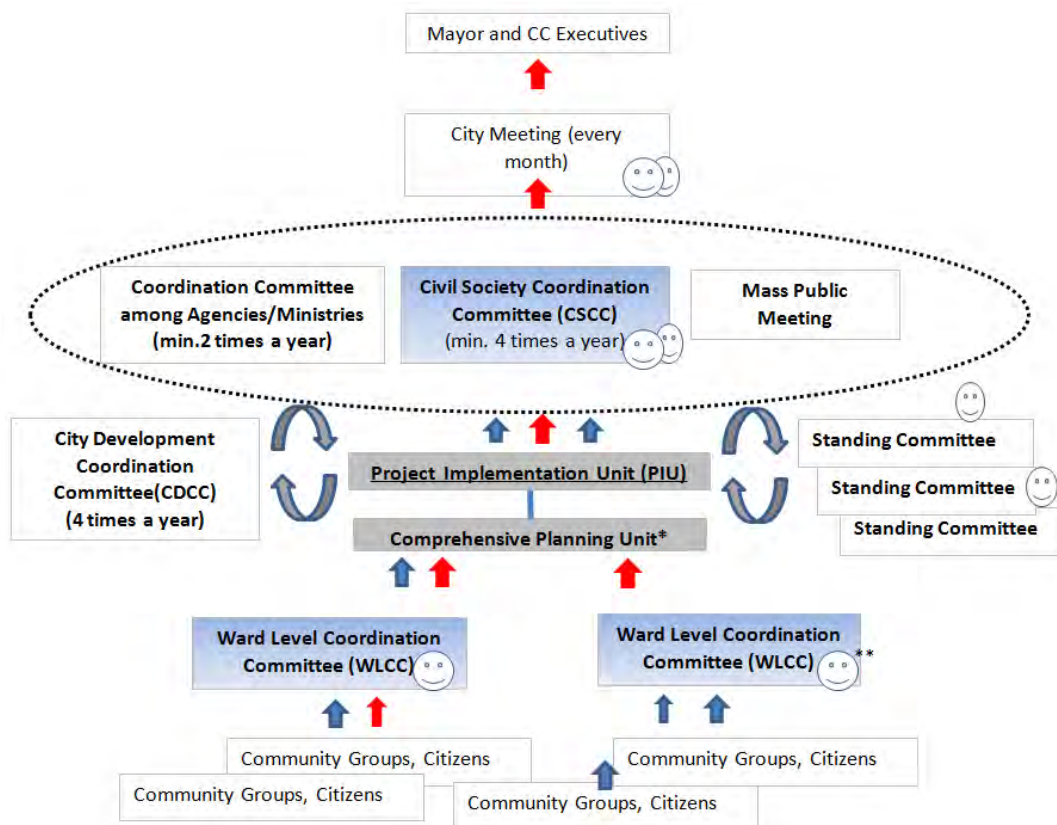 Mayor and CC Executives
City Meeting (every
month)
Coordination Committee
among Agencies/Ministries
(min.2 times a year)
Civil Society Coordination
Committee (CSCC)
(min. 4 times a year)
Mass Public
Meeting
City Development
Coordination
Committee(CDCC)
(4 times a year)
Project Implementation Unit (PIU)
Comprehensive Planning Unit*
Standing Committee
Standing Committee
Standing Committee
Ward Level Coordination
Committee (WLCC)
Ward Level Coordination
Committee (WLCC)
**
Community Groups, Citizens
Community Groups, Citizens
Community Groups, Citizens
Community Groups, Citizens